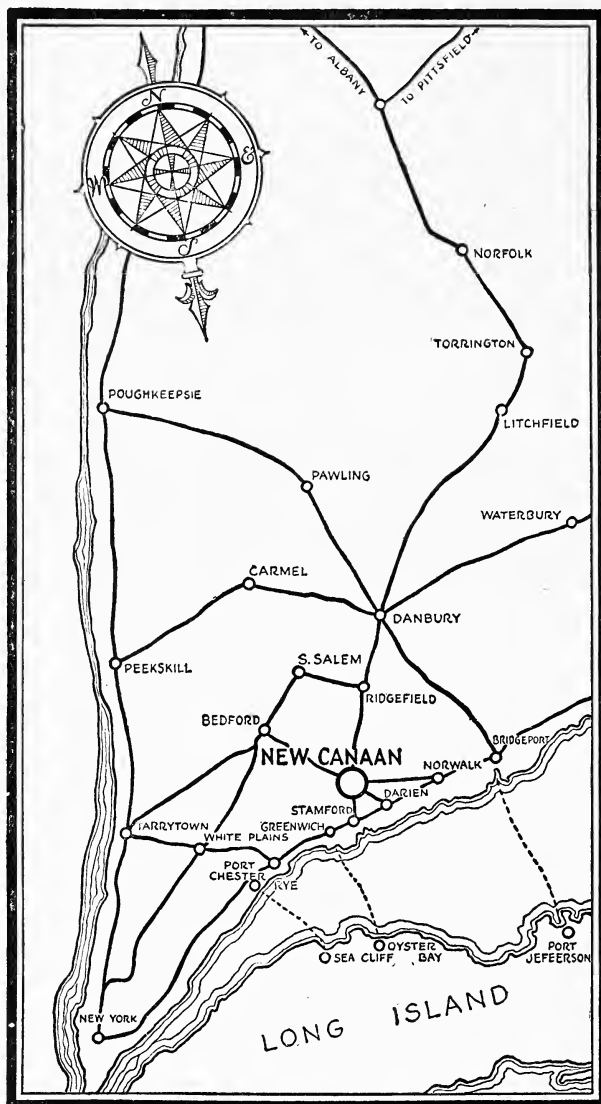 TO ALBANY
TO PITTSFIELD
N
E
W
S
NORFOLK
TORRINGTON
POUGHKEEPSIE
LITCHFIELD
PAWLING
WATERBURY
CARMEL
DANBURY
S. SALEM
PEEKSKILL
RIDGEFIELD
BEDFORD
BRIDGEPORT
NEW CANAAN
NORWALK
DARIEN
STAMFORD
TARRYTOWN
GREENWICH
WHITE PLAINS
PORT
CHESTER
RYE
OYSTER
BAY
SEA CLIFF
PORT
JEFEERSON
NEW YORK
LONG ISLAND